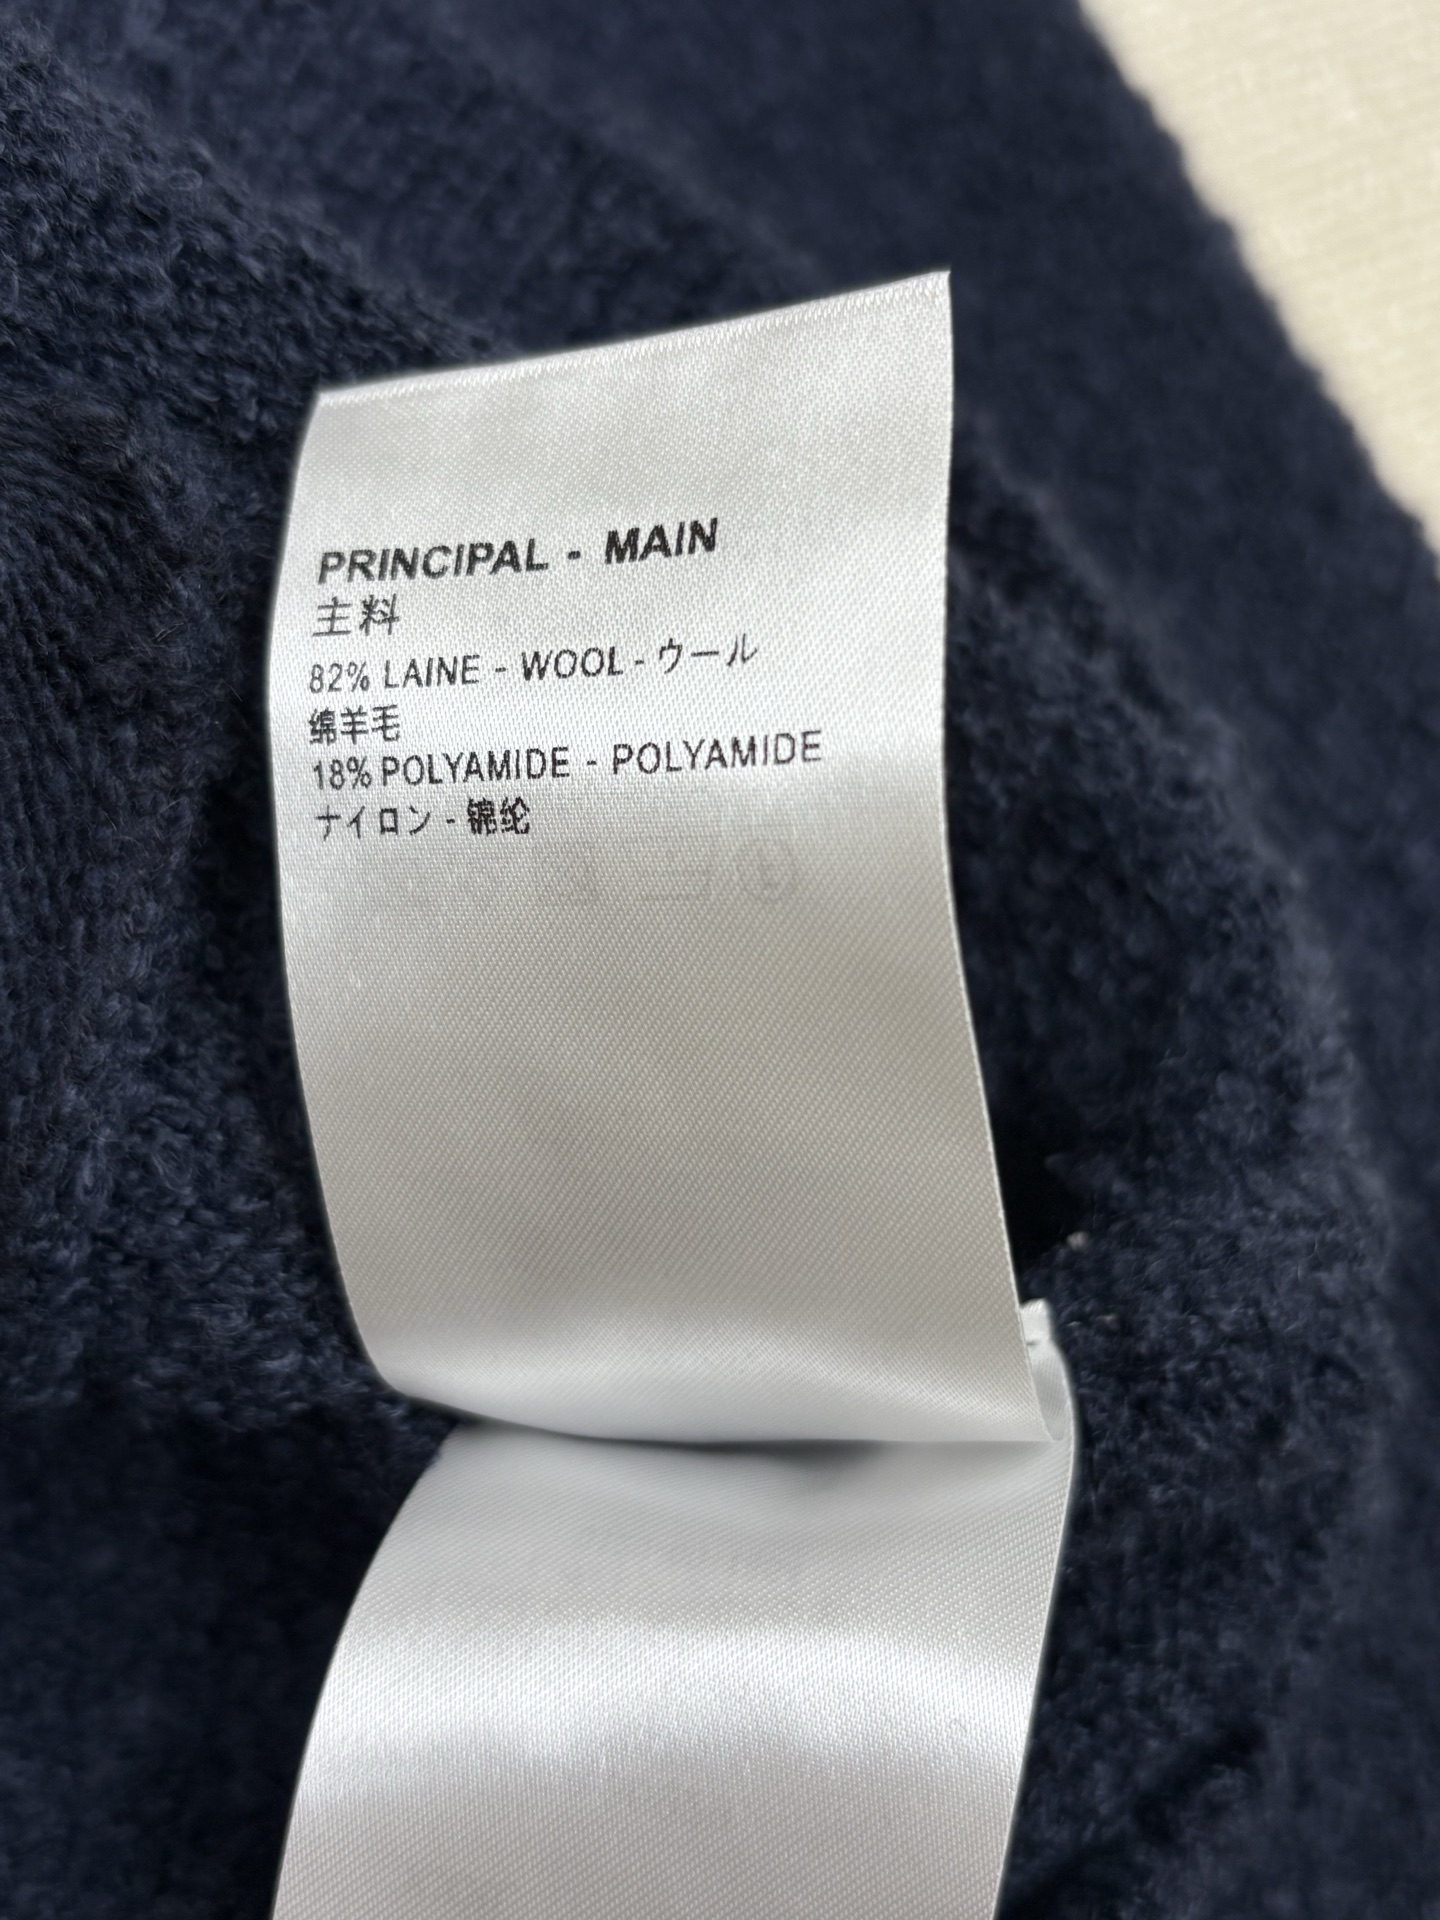 PRINCIPAL - MAIN
主料
82% LAINE - WOOL - ウール
绵羊毛
18% POLYAMIDE - POLYAMIDE
ナイロン - 锦纶